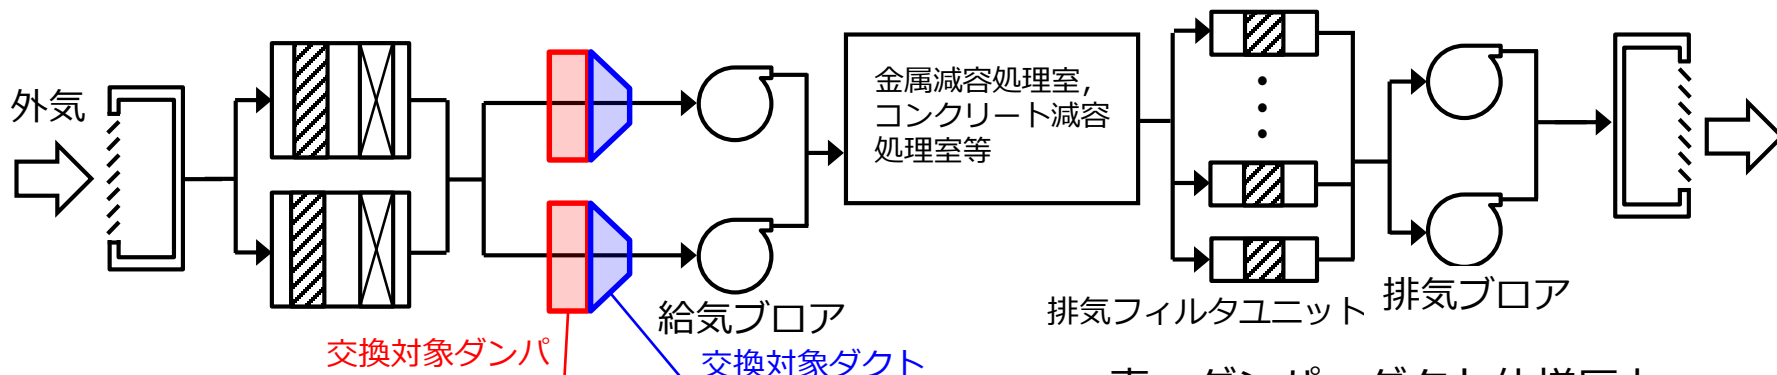 外気
金属減容処理室,
コンクリート減容
処理室等
給気ブロア
排気フィルタユニット
排気ブロア
交換対象ダンパ
交換対象ダクト